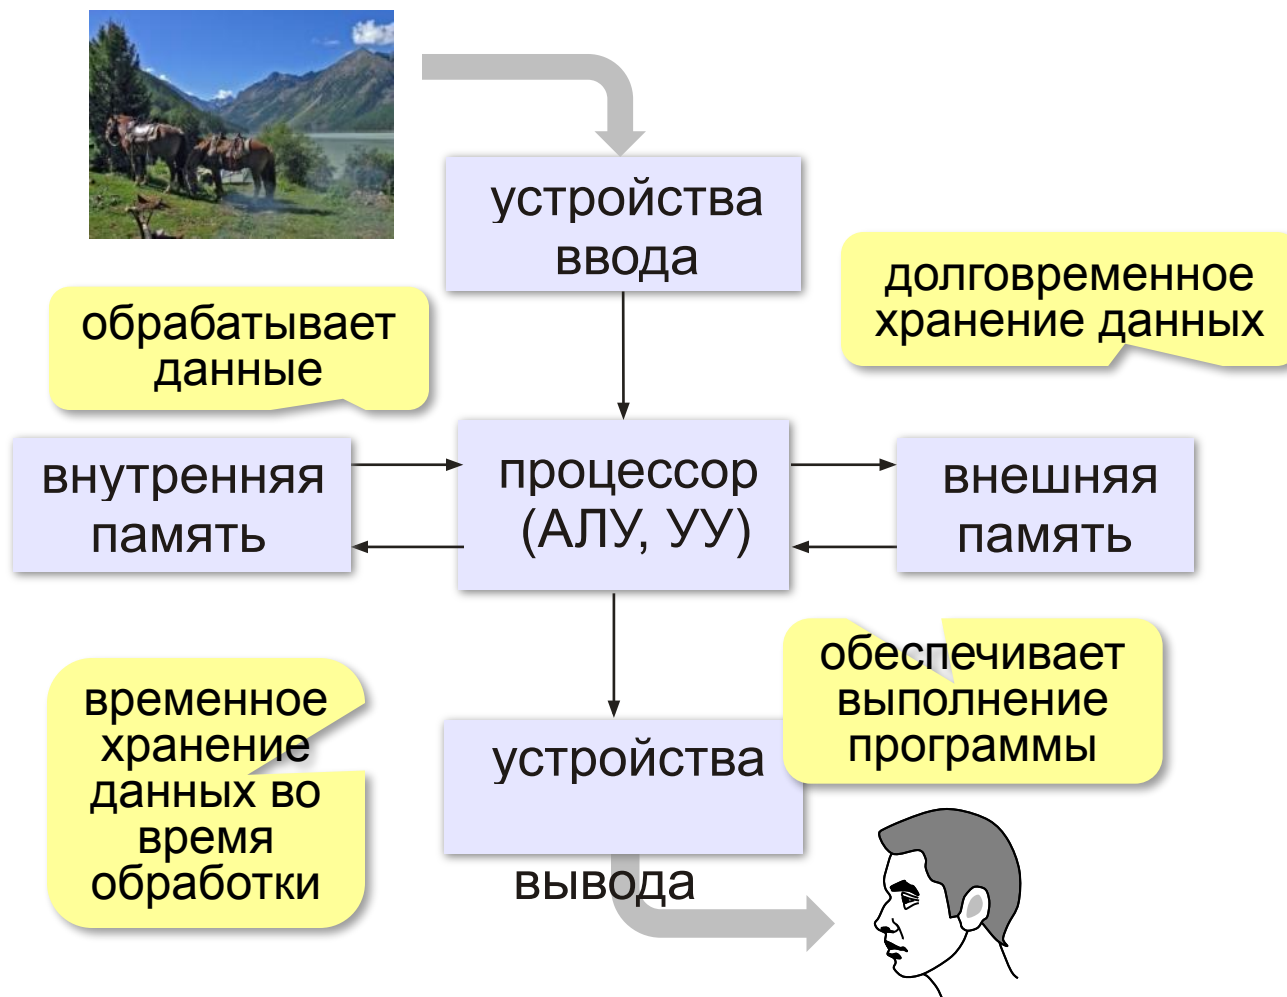 устройства
ввода
долговременное
хранение данных
обрабатывает
данные
внутренняя
память
процессор
(АЛУ, УУ)
внешняя
память
обеспечивает
выполнение
программы
временное
хранение
данных во
время
обработки
устройства
вывода